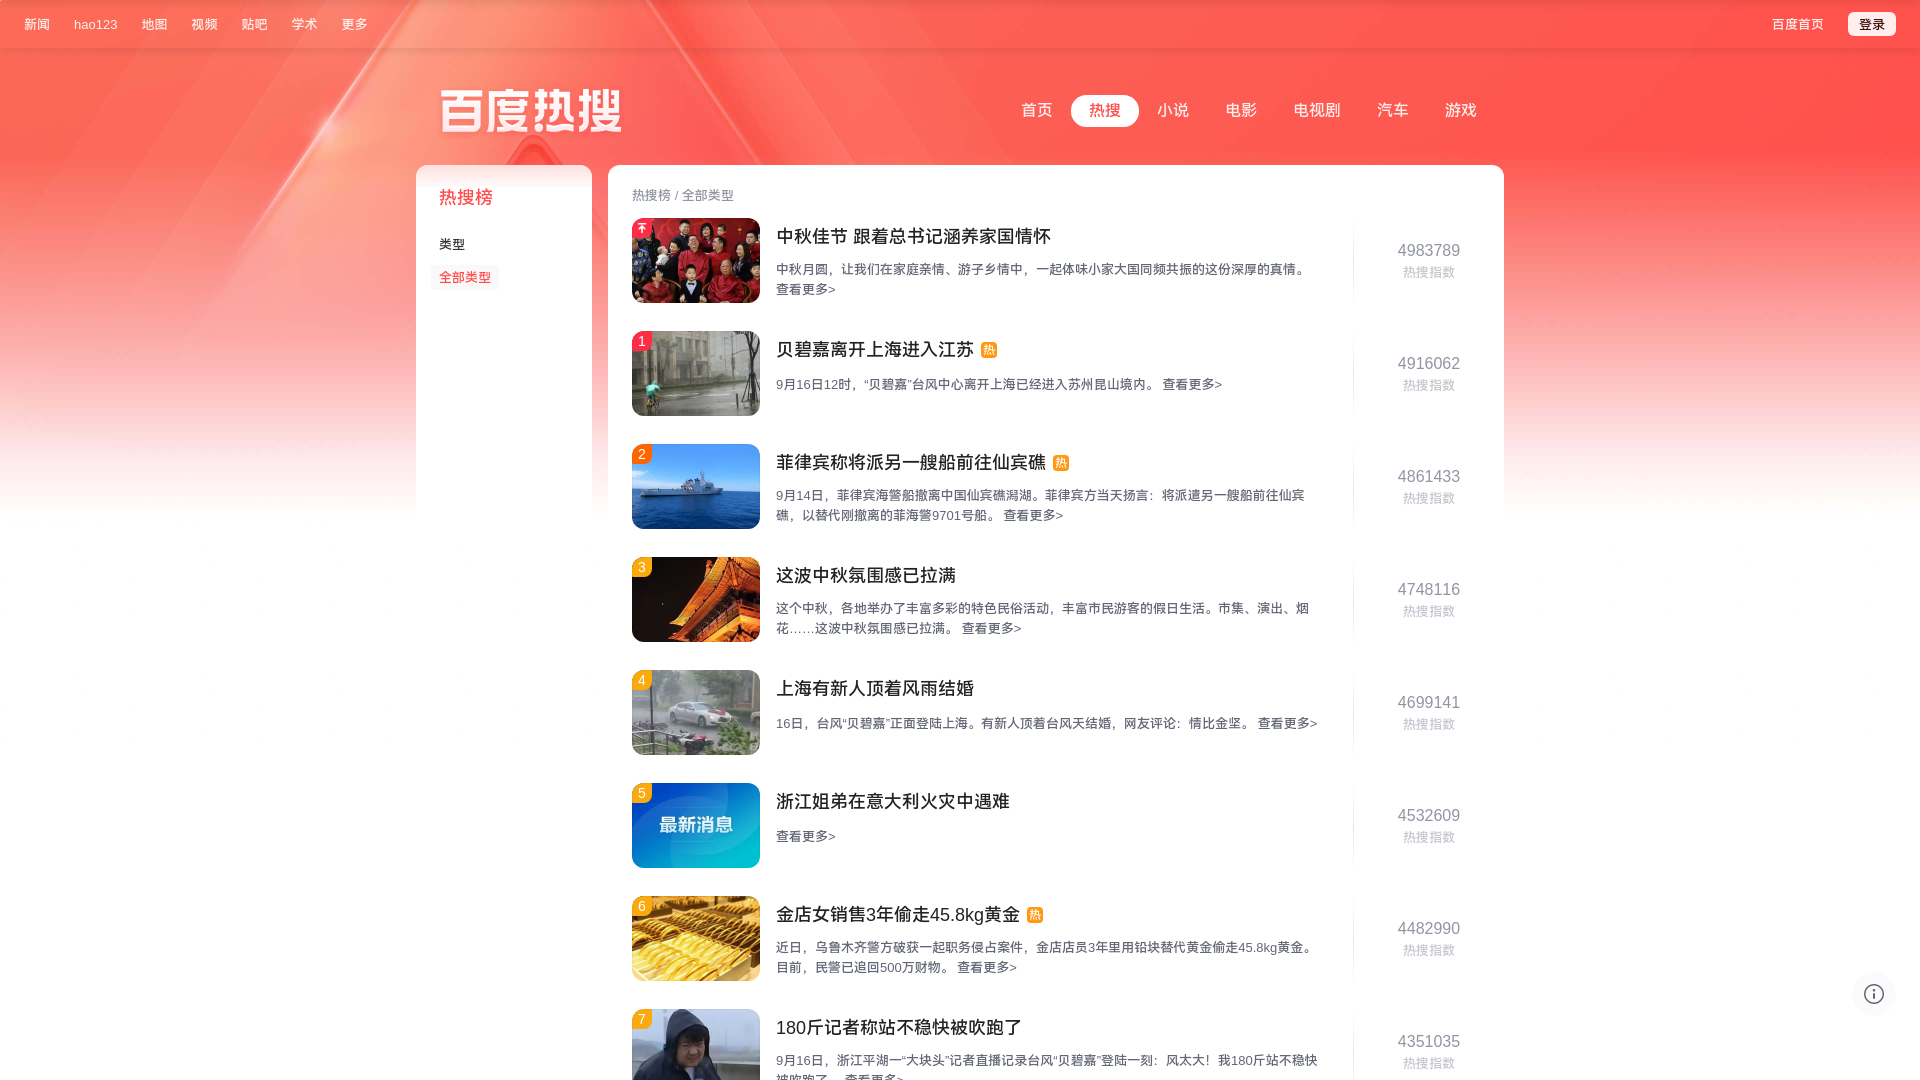 新闻 hao123 地图 视频 贴吧 学术 更多 百度首页 登录
百度热搜
首页 热搜 小说 电影 电视剧 汽车 游戏
热搜榜
类型
全部类型
热搜榜 / 全部类型
中秋佳节 跟着总书记涵养家国情怀
中秋月圆，让我们在家庭亲情、游子乡情中，一起体味小家大国同频共振的这份深厚的真情。
查看更多>
4983789
热搜指数
1
贝碧嘉离开上海进入江苏 热
9月16日12时，“贝碧嘉”台风中心离开上海已经进入苏州昆山境内。 查看更多>
4916062
热搜指数
2
菲律宾称将派另一艘船前往仙宾礁 热
9月14日，菲律宾海警船撤离中国仙宾礁潟湖。菲律宾方当天扬言：将派遣另一艘船前往仙宾
礁，以替代刚撤离的菲海警9701号船。 查看更多>
4861433
热搜指数
3
这波中秋氛围感已拉满
这个中秋，各地举办了丰富多彩的特色民俗活动，丰富市民游客的假日生活。市集、演出、烟
花……这波中秋氛围感已拉满。 查看更多>
4748116
热搜指数
4
上海有新人顶着风雨结婚
16日，台风“贝碧嘉”正面登陆上海。有新人顶着台风天结婚，网友评论：情比金坚。 查看更多>
4699141
热搜指数
5
最新消息
浙江姐弟在意大利火灾中遇难
查看更多>
4532609
热搜指数
6
金店女销售3年偷走45.8kg黄金 热
近日，乌鲁木齐警方破获一起职务侵占案件，金店店员3年里用铅块替代黄金偷走45.8kg黄金。
目前，民警已追回500万财物。 查看更多>
4482990
热搜指数
7
180斤记者称站不稳快被吹跑了
9月16日，浙江平湖一“大块头”记者直播记录台风“贝碧嘉”登陆一刻：风太大！我180斤站不稳快
被吹跑了。 查看更多>
4351035
热搜指数